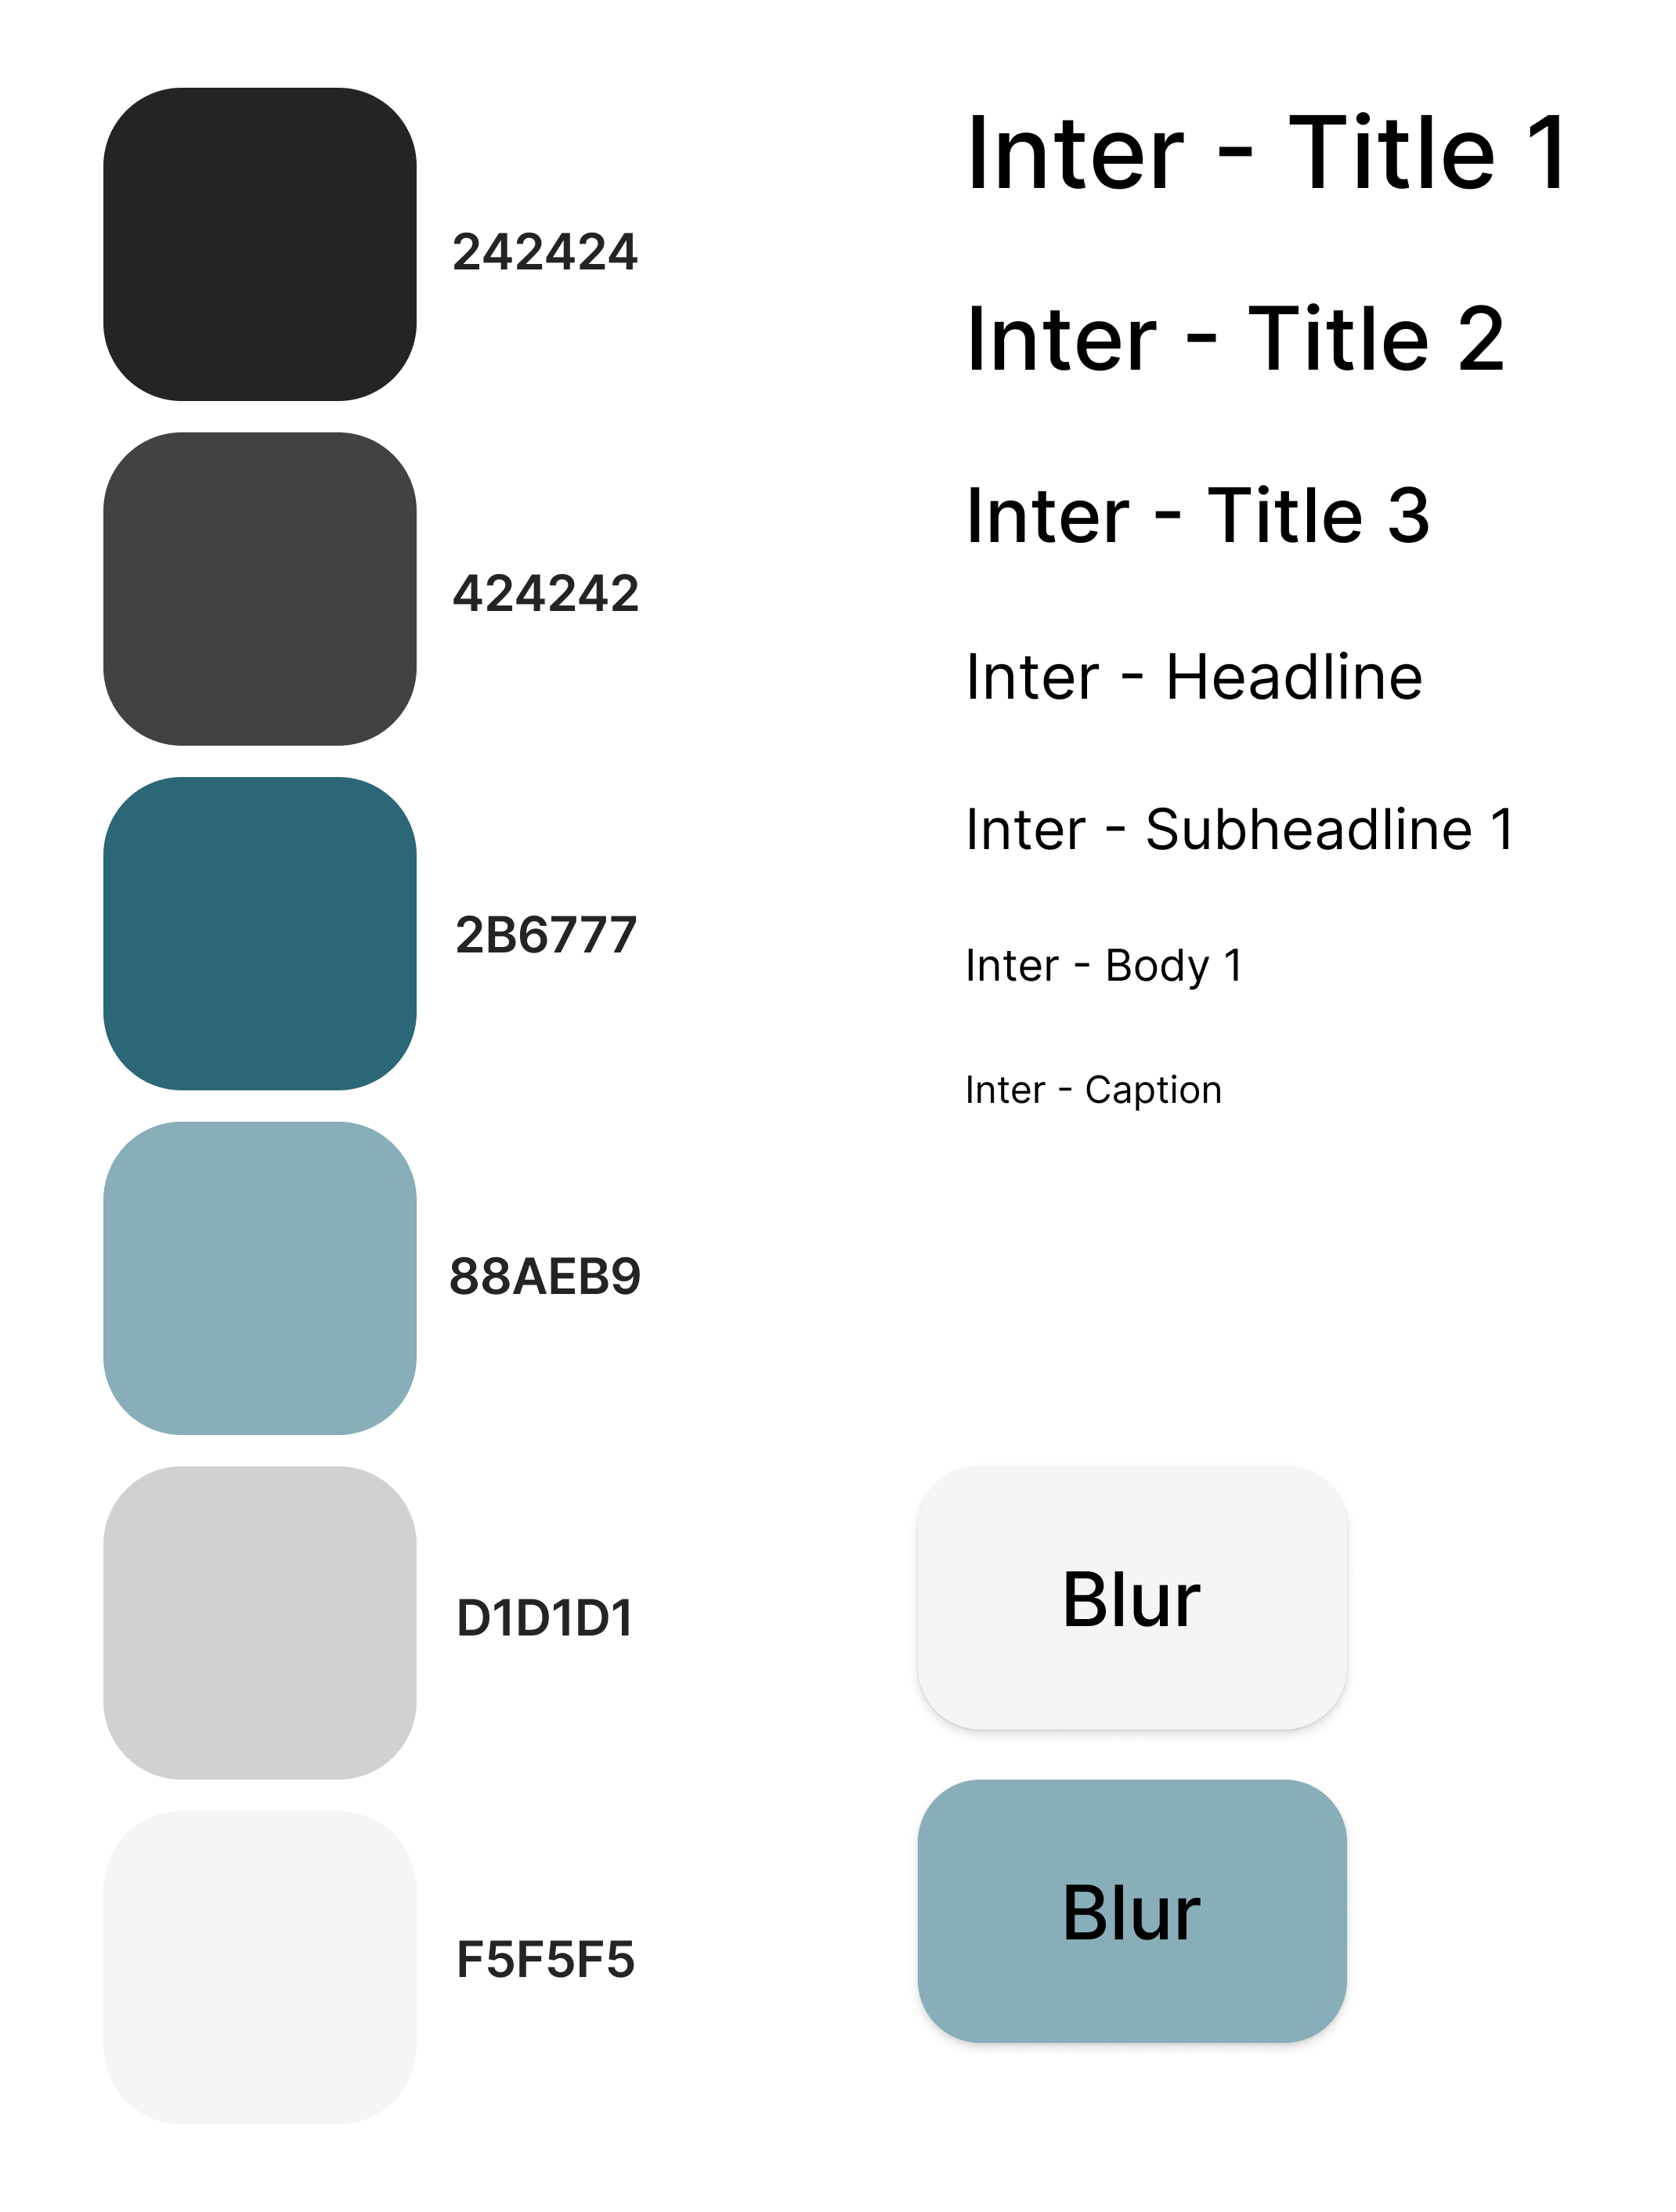 242424
424242
2B6777
88AEB9
D1D1D1
F5F5F5
Inter - Title 1
Inter - Title 2
Inter - Title 3
Inter - Headline
Inter - Subheadline 1
Inter - Body 1
Inter - Caption
Blur
Blur